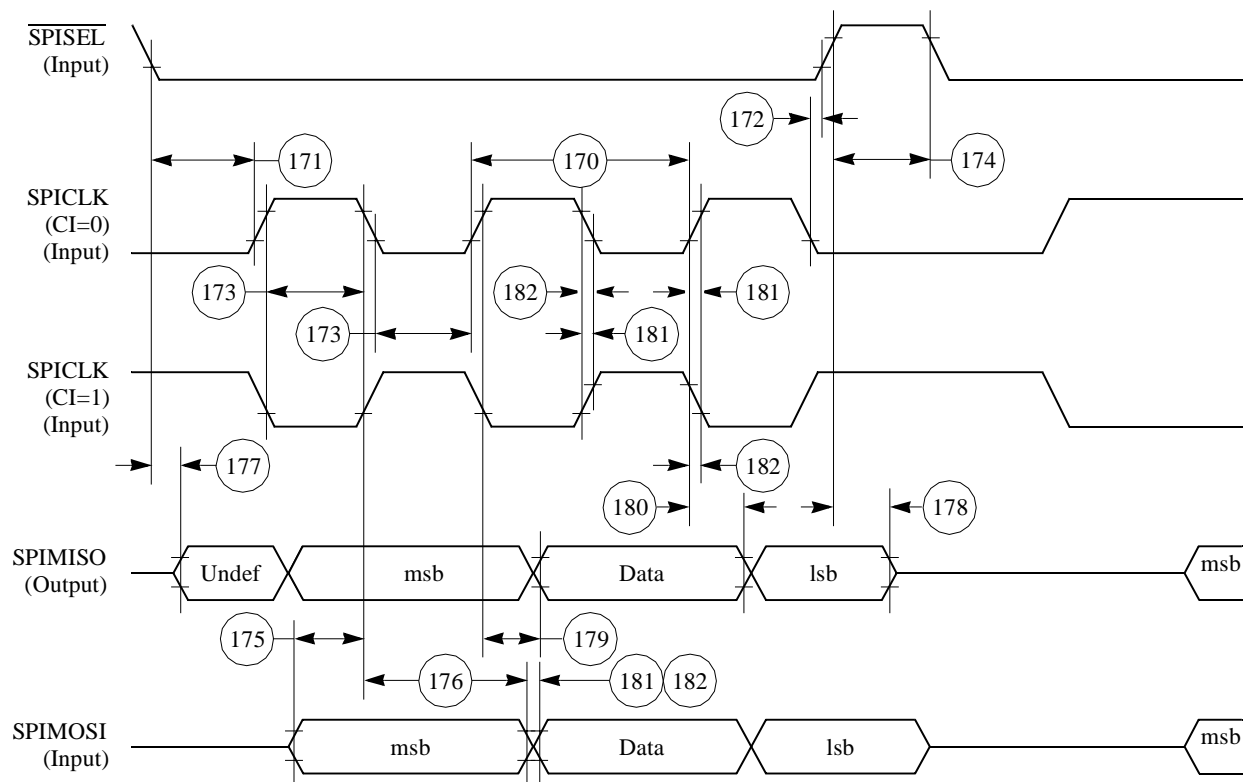 SPISEL
(Input)
172
171
170
174
SPICLK
(CI=0)
(Input)
173
182
181
173
181
SPICLK
(CI=1)
(Input)
177
182
180
178
SPIMISO
(Output)
Undef
msb
Data
lsb
msb
175
179
176
181
182
SPIMOSI
(Input)
msb
Data
lsb
msb